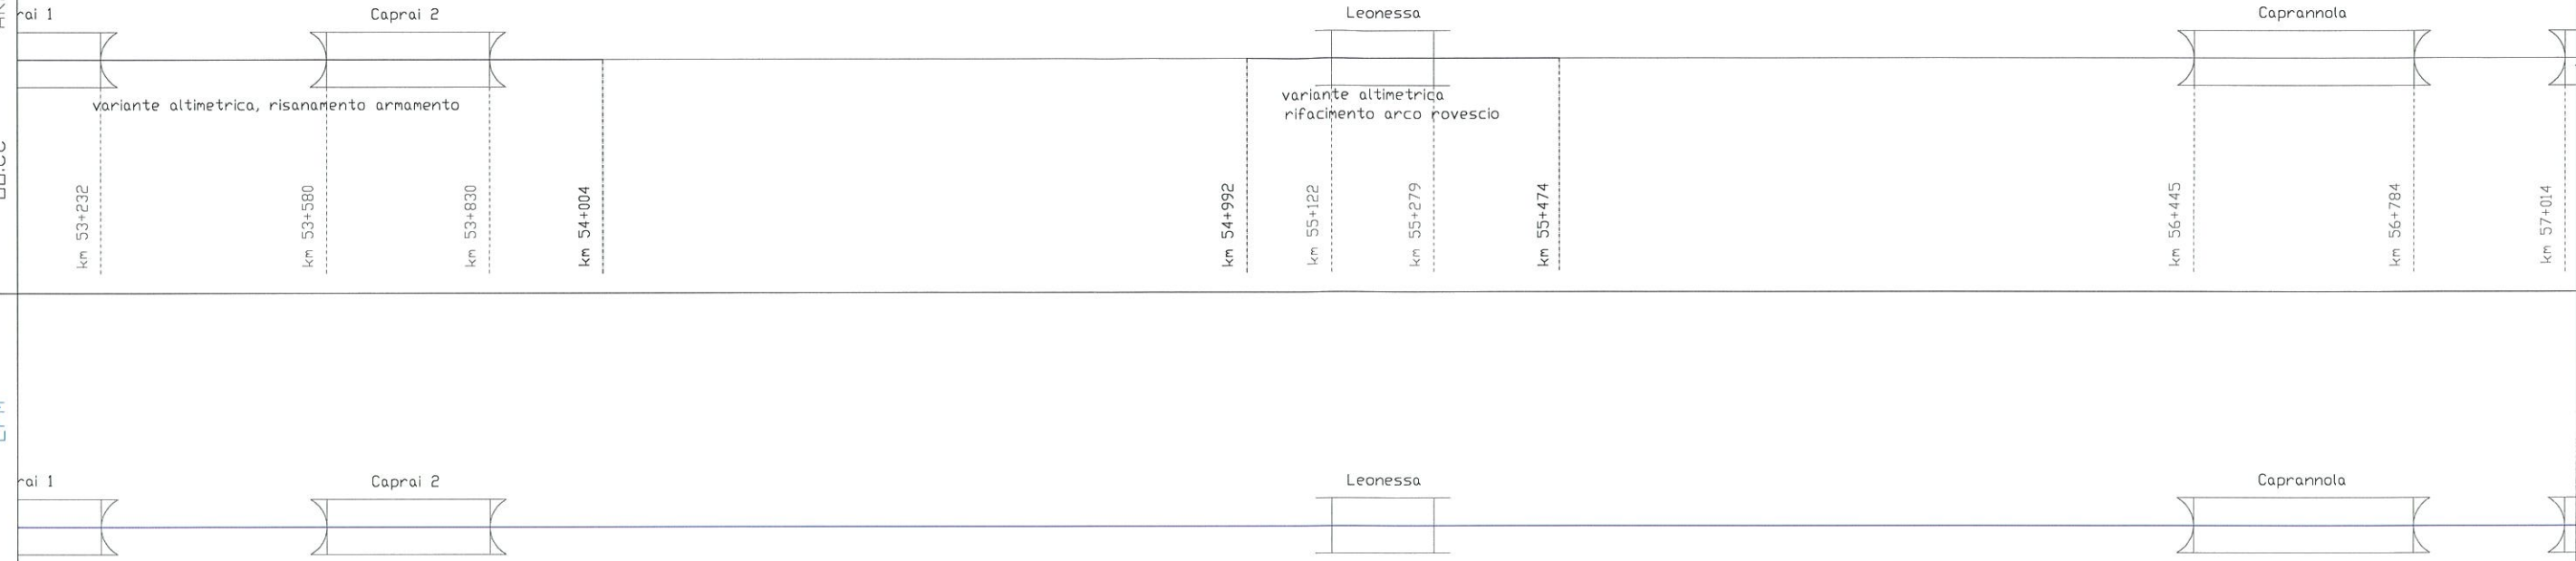 rai 1
Caprai 2
Leonessa
Caprannola
variante altimetrica, risanamento armamento
variante altimetrica
rifacimento arco rovescio
km 53+232
km 53+580
km 53+830
km 54+004
km 54+992
km 55+122
km 55+279
km 55+474
km 56+445
km 56+784
km 57+014
rai 1
Caprai 2
Leonessa
Caprannola